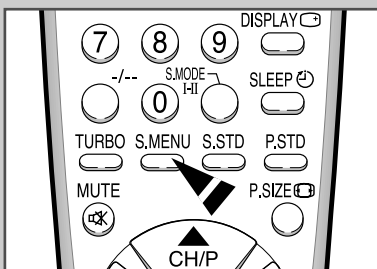 DISPLAY
7 8 9
-/-- S.MODE SLEEP
I-II
0
TURBO S.MENU S.STD P.STD
MUTE P.SIZE
CH/P